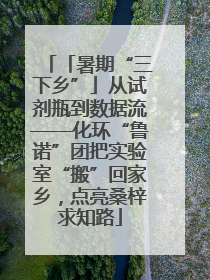 「「暑期“三
下乡”」从试
剂瓶到数据流
——化环“鲁
诺”团把实验
室“搬”回家
乡，点亮桑梓
求知路」